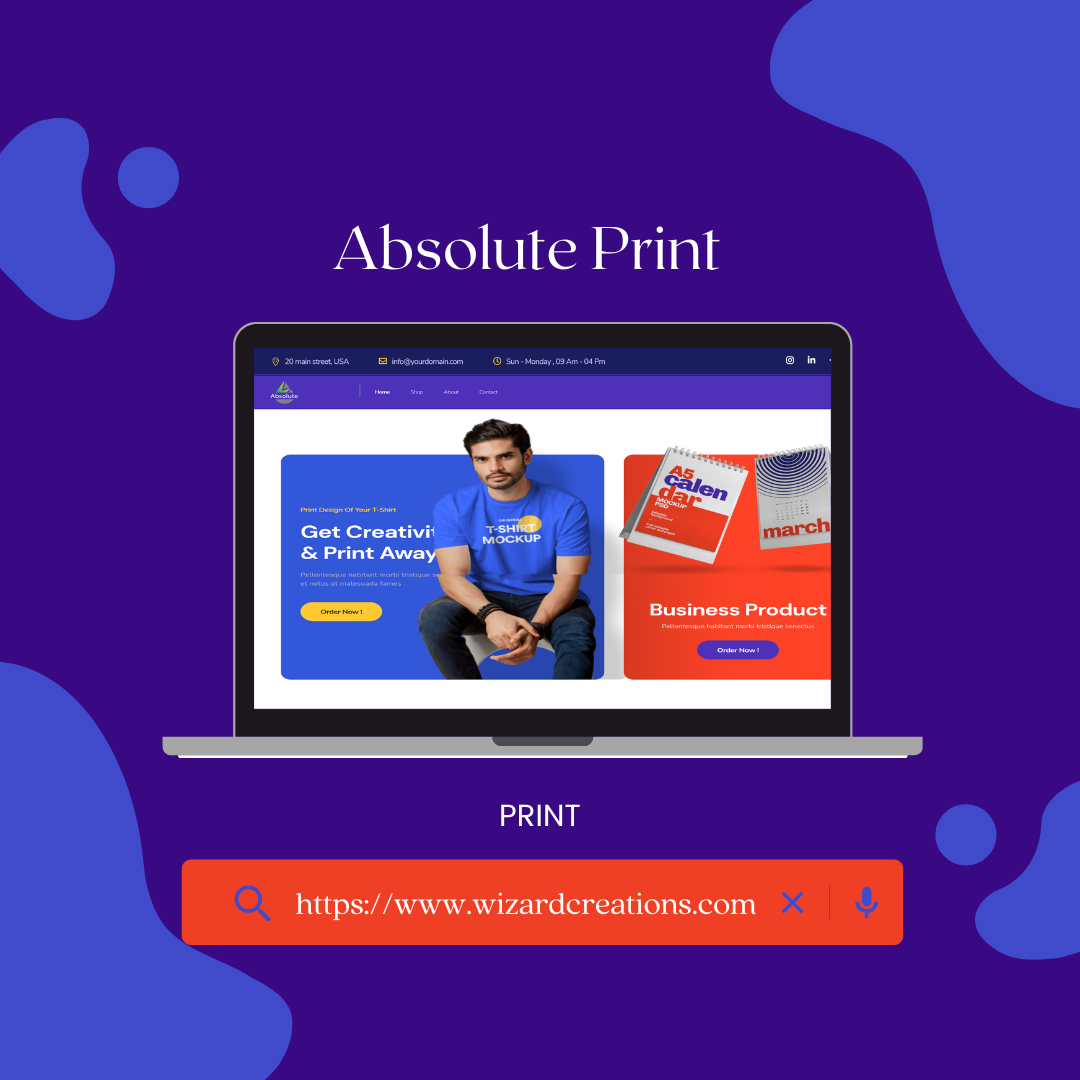 Absolute Print
20 main street, USA
info@yourdomain.com
Sun - Monday , 09 Am - 04 Pm
Absolute
Home
Shop
About
Contact
Print Design Of Your T-Shirt
Get Creativit
& Print Away
Pellentesque habitant morbi tristique se
et netus et malesuada fames .
Order Now !
T-SHIRT
MOCKUP
A5
calen
dar
MOCKUP
PSD
march
Business Product
Pellentesque habitant morbi tristique senectus
Order Now !
PRINT
https://www.wizardcreations.com